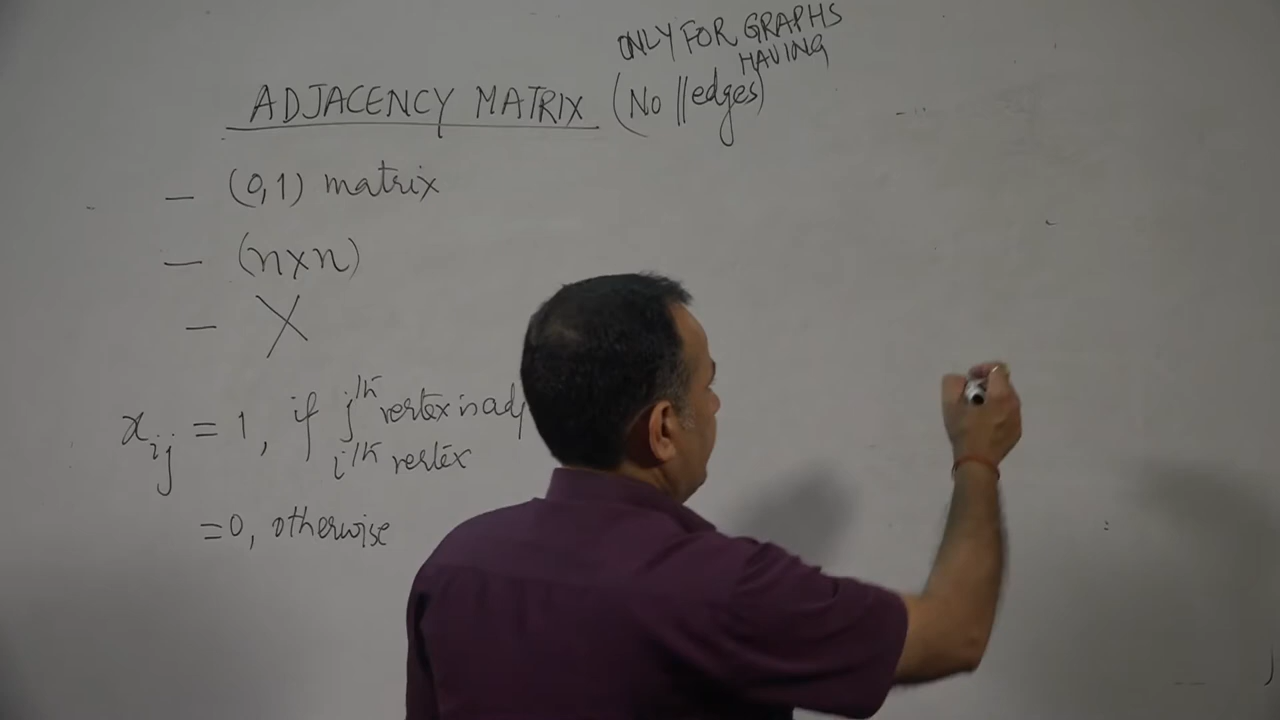 ONLY FOR GRAPHS
HAVING
ADJACENCY MATRIX (No || edges)
— (0,1) matrix
— (n×n)
— X
x_ij = 1, if jth vertex is adj
ith vertex
= 0, otherwise